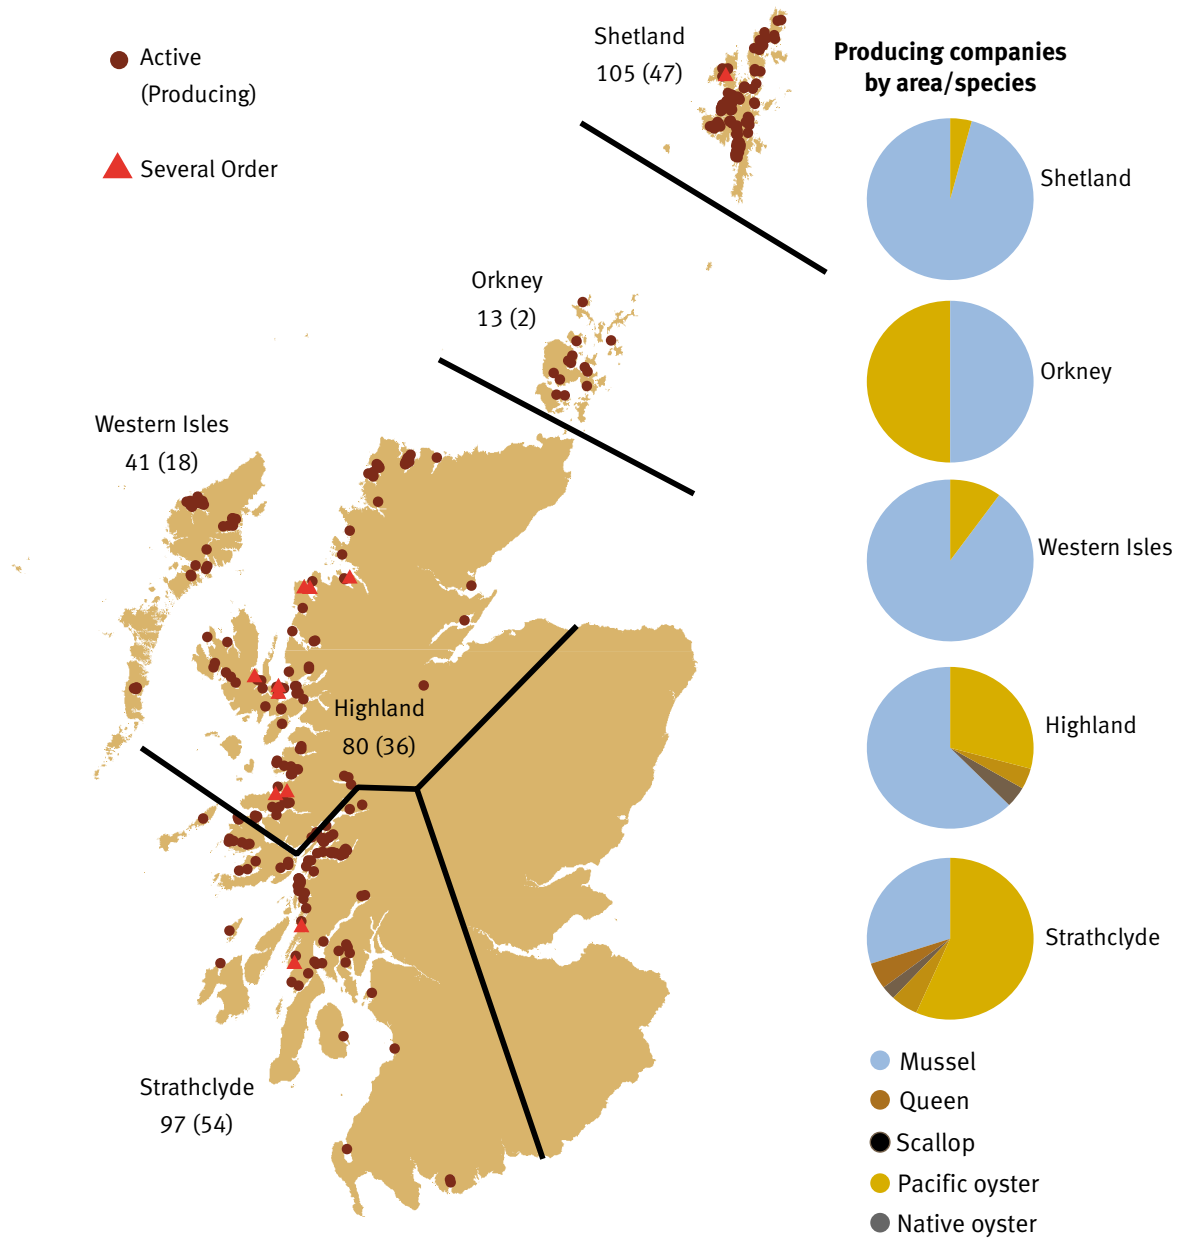 Active
(Producing)
Several Order
Shetland
105 (47)
Orkney
13 (2)
Western Isles
41 (18)
Highland
80 (36)
Strathclyde
97 (54)
Producing companies
by area/species
Shetland
Orkney
Western Isles
Highland
Strathclyde
Mussel
Queen
Scallop
Pacific oyster
Native oyster